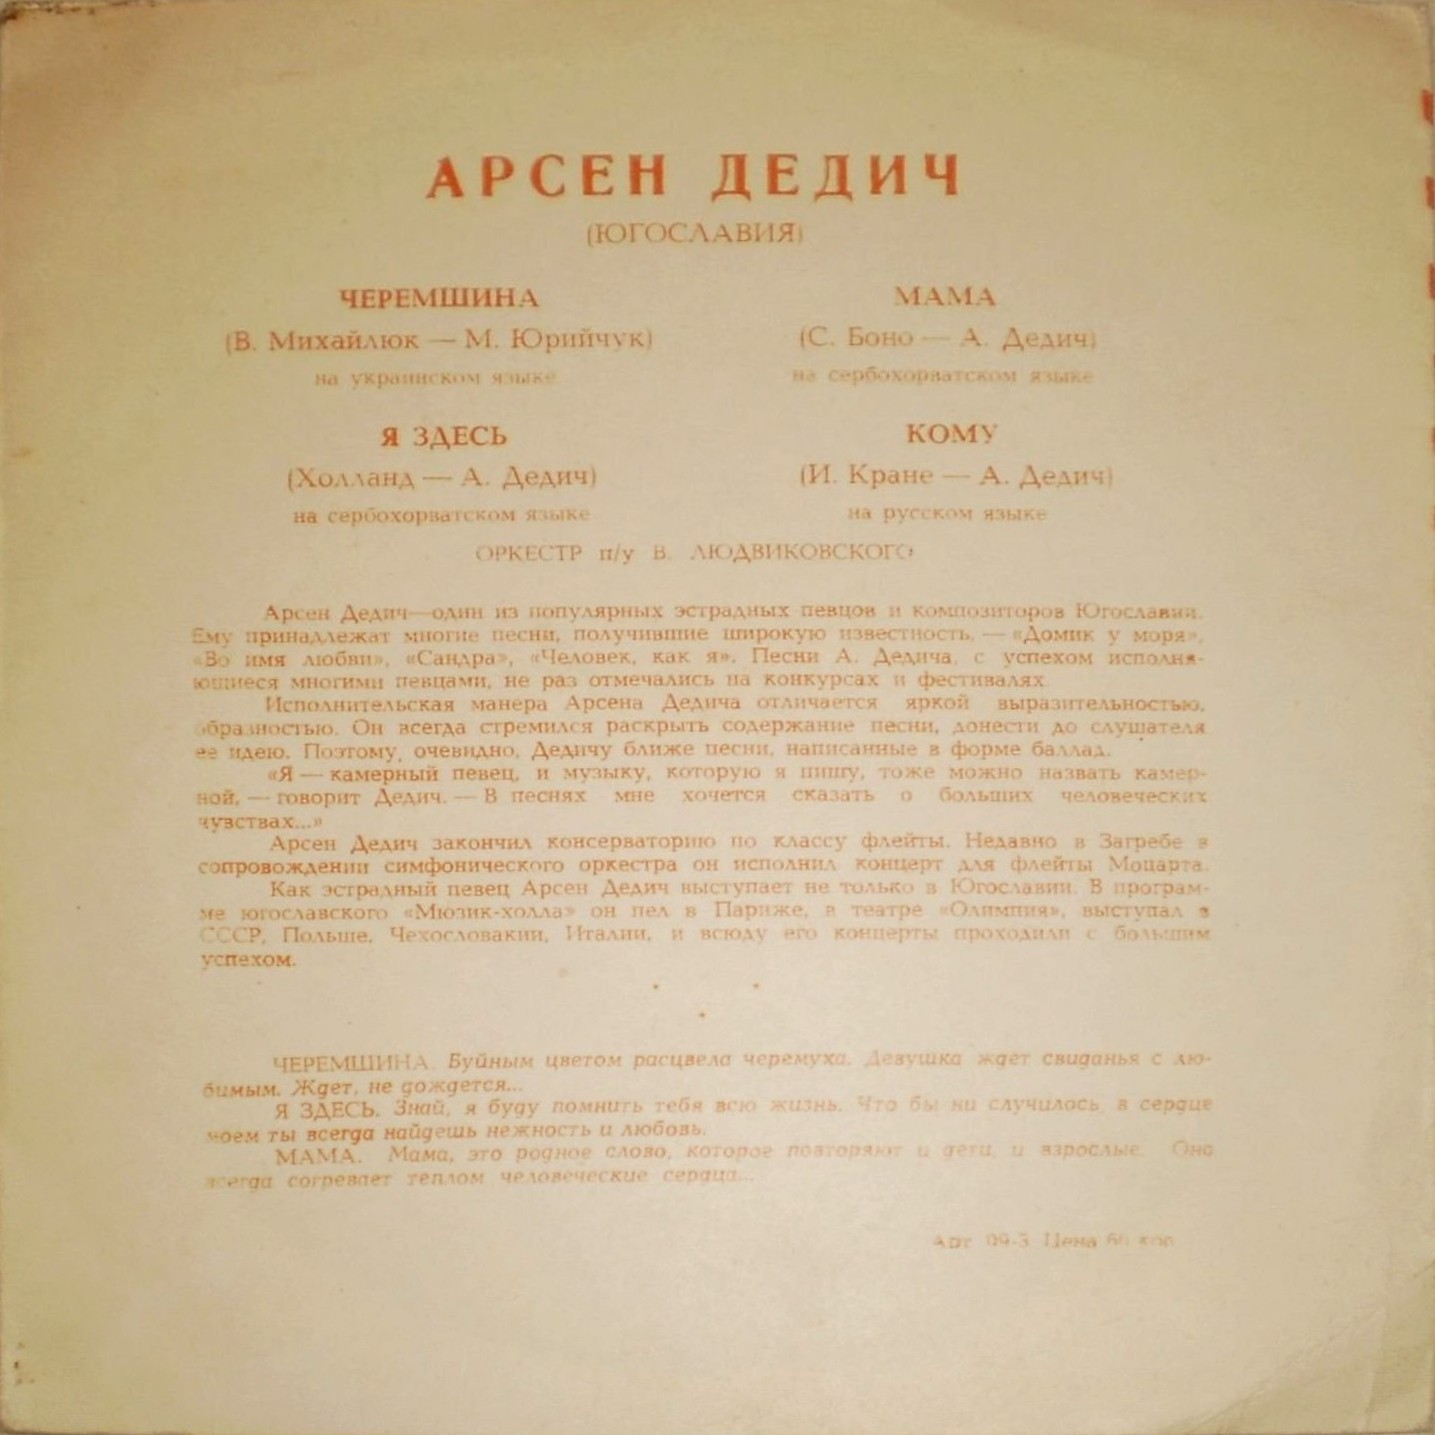 АРСЕН ДЕДИЧ
(ЮГОСЛАВИЯ)
ЧЕРЕМШИНА
(В. Михайлюк — М. Юрийчук)
на украинском языке
Я ЗДЕСЬ
(Холланд — А. Дедич)
на сербохорватском языке
МАМА
(С. Боно — А. Дедич)
на сербохорватском языке
КОМУ
(И. Кране — А. Дедич)
на русском языке
ОРКЕСТР п/у В. ЛЮДВИКОВСКОГО
Арсен Дедич—один из популярных эстрадных певцов и композиторов Югославии.
Ему принадлежат многие песни, получившие широкую известность, — «Домик у моря»,
«Во имя любви», «Сандра», «Человек, как я». Песни А. Дедича, с успехом исполня-
ющиеся многими певцами, не раз отмечались на конкурсах и фестивалях.
Исполнительская манера Арсена Дедича отличается яркой выразительностью,
образностью. Он всегда стремился раскрыть содержание песни, донести до слушателя
ее идею. Поэтому, очевидно, Дедичу ближе песни, написанные в форме баллад.
«Я — камерный певец, и музыку, которую я пишу, тоже можно назвать камер-
ной, — говорит Дедич. — В песнях мне хочется сказать о больших человеческих
чувствах...»
Арсен Дедич закончил консерваторию по классу флейты. Недавно в Загребе в
сопровождении симфонического оркестра он исполнил концерт для флейты Моцарта.
Как эстрадный певец Арсен Дедич выступает не только в Югославии. В програм-
ме югославского «Мюзик-холла» он пел в Париже, в театре «Олимпия», выступал в
СССР, Польше, Чехословакии, Италии, и всюду его концерты проходили с большим
успехом.
ЧЕРЕМШИНА. Буйным цветом расцвела черемуха. Девушка ждет свиданья с лю-
бимым. Ждет, не дождется...
Я ЗДЕСЬ. Знай, я буду помнить тебя всю жизнь. Что бы ни случилось, в сердце
моем ты всегда найдешь нежность и любовь.
МАМА. Мама, это родное слово, которое повторяют и дети, и взрослые. Оно
всегда согревает теплом человеческие сердца...
Арт. 09-3 Цена коп.